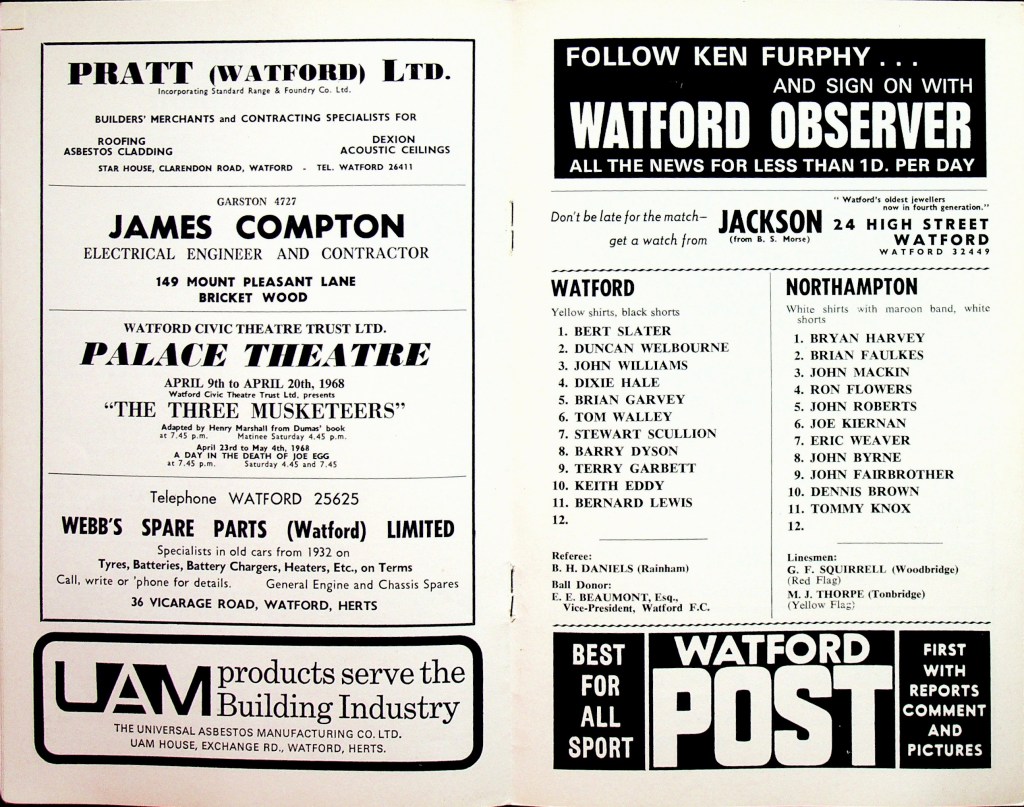 PRATT (WATFORD) LTD.
Incorporating Standard Range & Foundry Co. Ltd.
BUILDERS' MERCHANTS and CONTRACTING SPECIALISTS FOR
ROOFING DEXION
ASBESTOS CLADDING ACOUSTIC CEILINGS
STAR HOUSE, CLARENDON ROAD, WATFORD - TEL. WATFORD 26411
GARSTON 4727
JAMES COMPTON
ELECTRICAL ENGINEER AND CONTRACTOR
149 MOUNT PLEASANT LANE
BRICKET WOOD
WATFORD CIVIC THEATRE TRUST LTD.
PALACE THEATRE
APRIL 9th to APRIL 20th, 1968
Watford Civic Theatre Trust Ltd, presents
"THE THREE MUSKETEERS"
Adapted by Henry Marshall from Dumas' book
at 7.45 p.m. Matinee Saturday 4.45 p.m.
April 23rd to May 4th, 1968
A DAY IN THE DEATH OF JOE EGG
at 7.45 p.m. Saturday 4.45 and 7.45
Telephone WATFORD 25625
WEBB'S SPARE PARTS (Watford) LIMITED
Specialists in old cars from 1932 on
Tyres, Batteries, Battery Chargers, Heaters, Etc., on Terms
Call, write or 'phone for details. General Engine and Chassis Spares
36 VICARAGE ROAD, WATFORD, HERTS
UAM products serve the
Building Industry
THE UNIVERSAL ASBESTOS MANUFACTURING CO. LTD.
UAM HOUSE, EXCHANGE RD., WATFORD, HERTS.
FOLLOW KEN FURPHY . . .
AND SIGN ON WITH
WATFORD OBSERVER
ALL THE NEWS FOR LESS THAN 1D. PER DAY
Don't be late for the match—
get a watch from
JACKSON
(from B. S. Morse)
" Watford's oldest jewellers
now in fourth generation."
24 HIGH STREET
WATFORD
WATFORD 32449
WATFORD
Yellow shirts, black shorts
1. BERT SLATER
2. DUNCAN WELBOURNE
3. JOHN WILLIAMS
4. DIXIE HALE
5. BRIAN GARVEY
6. TOM WALLEY
7. STEWART SCULLION
8. BARRY DYSON
9. TERRY GARBETT
10. KEITH EDDY
11. BERNARD LEWIS
12.
Referee:
B. H. DANIELS (Rainham)
Ball Donor:
E. E. BEAUMONT, Esq.,
Vice-President, Watford F.C.
NORTHAMPTON
White shirts with maroon band, white
shorts
1. BRYAN HARVEY
2. BRIAN FAULKES
3. JOHN MACKIN
4. RON FLOWERS
5. JOHN ROBERTS
6. JOE KIERNAN
7. ERIC WEAVER
8. JOHN BYRNE
9. JOHN FAIRBROTHER
10. DENNIS BROWN
11. TOMMY KNOX
12.
Linesmen:
G. F. SQUIRRELL (Woodbridge)
(Red Flag)
M. J. THORPE (Tonbridge)
(Yellow Flag)
BEST
FOR
ALL
SPORT
WATFORD
POST
FIRST
WITH
REPORTS
COMMENT
AND
PICTURES